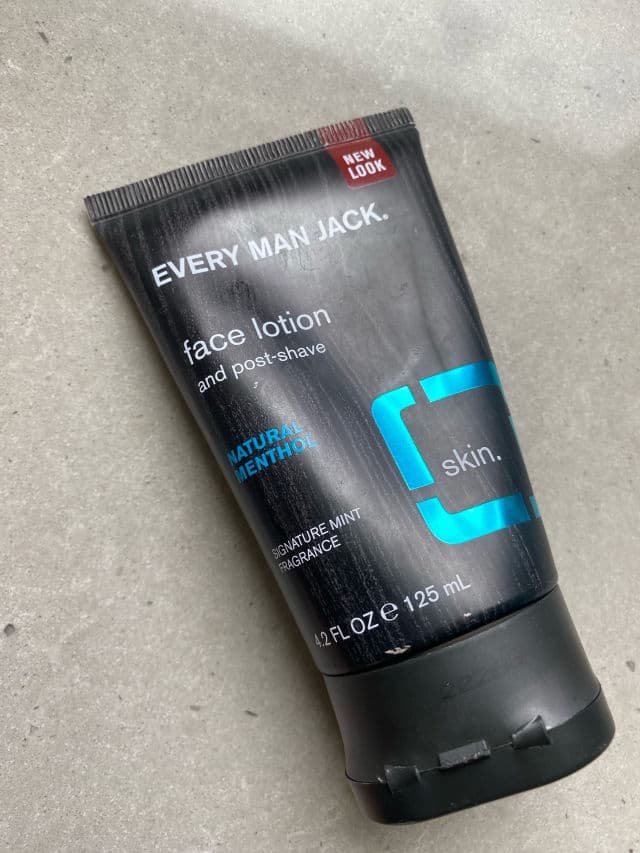 NEW
LOOK
EVERY MAN JACK.
face lotion
and post-shave
NATURAL
MENTHOL
skin.
SIGNATURE MINT
FRAGRANCE
4.2 FL OZ ℮ 125 mL